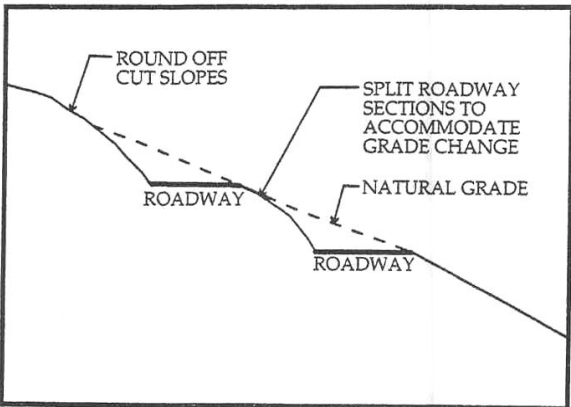 ROUND OFF
CUT SLOPES
SPLIT ROADWAY
SECTIONS TO
ACCOMMODATE
GRADE CHANGE
NATURAL GRADE
ROADWAY
ROADWAY